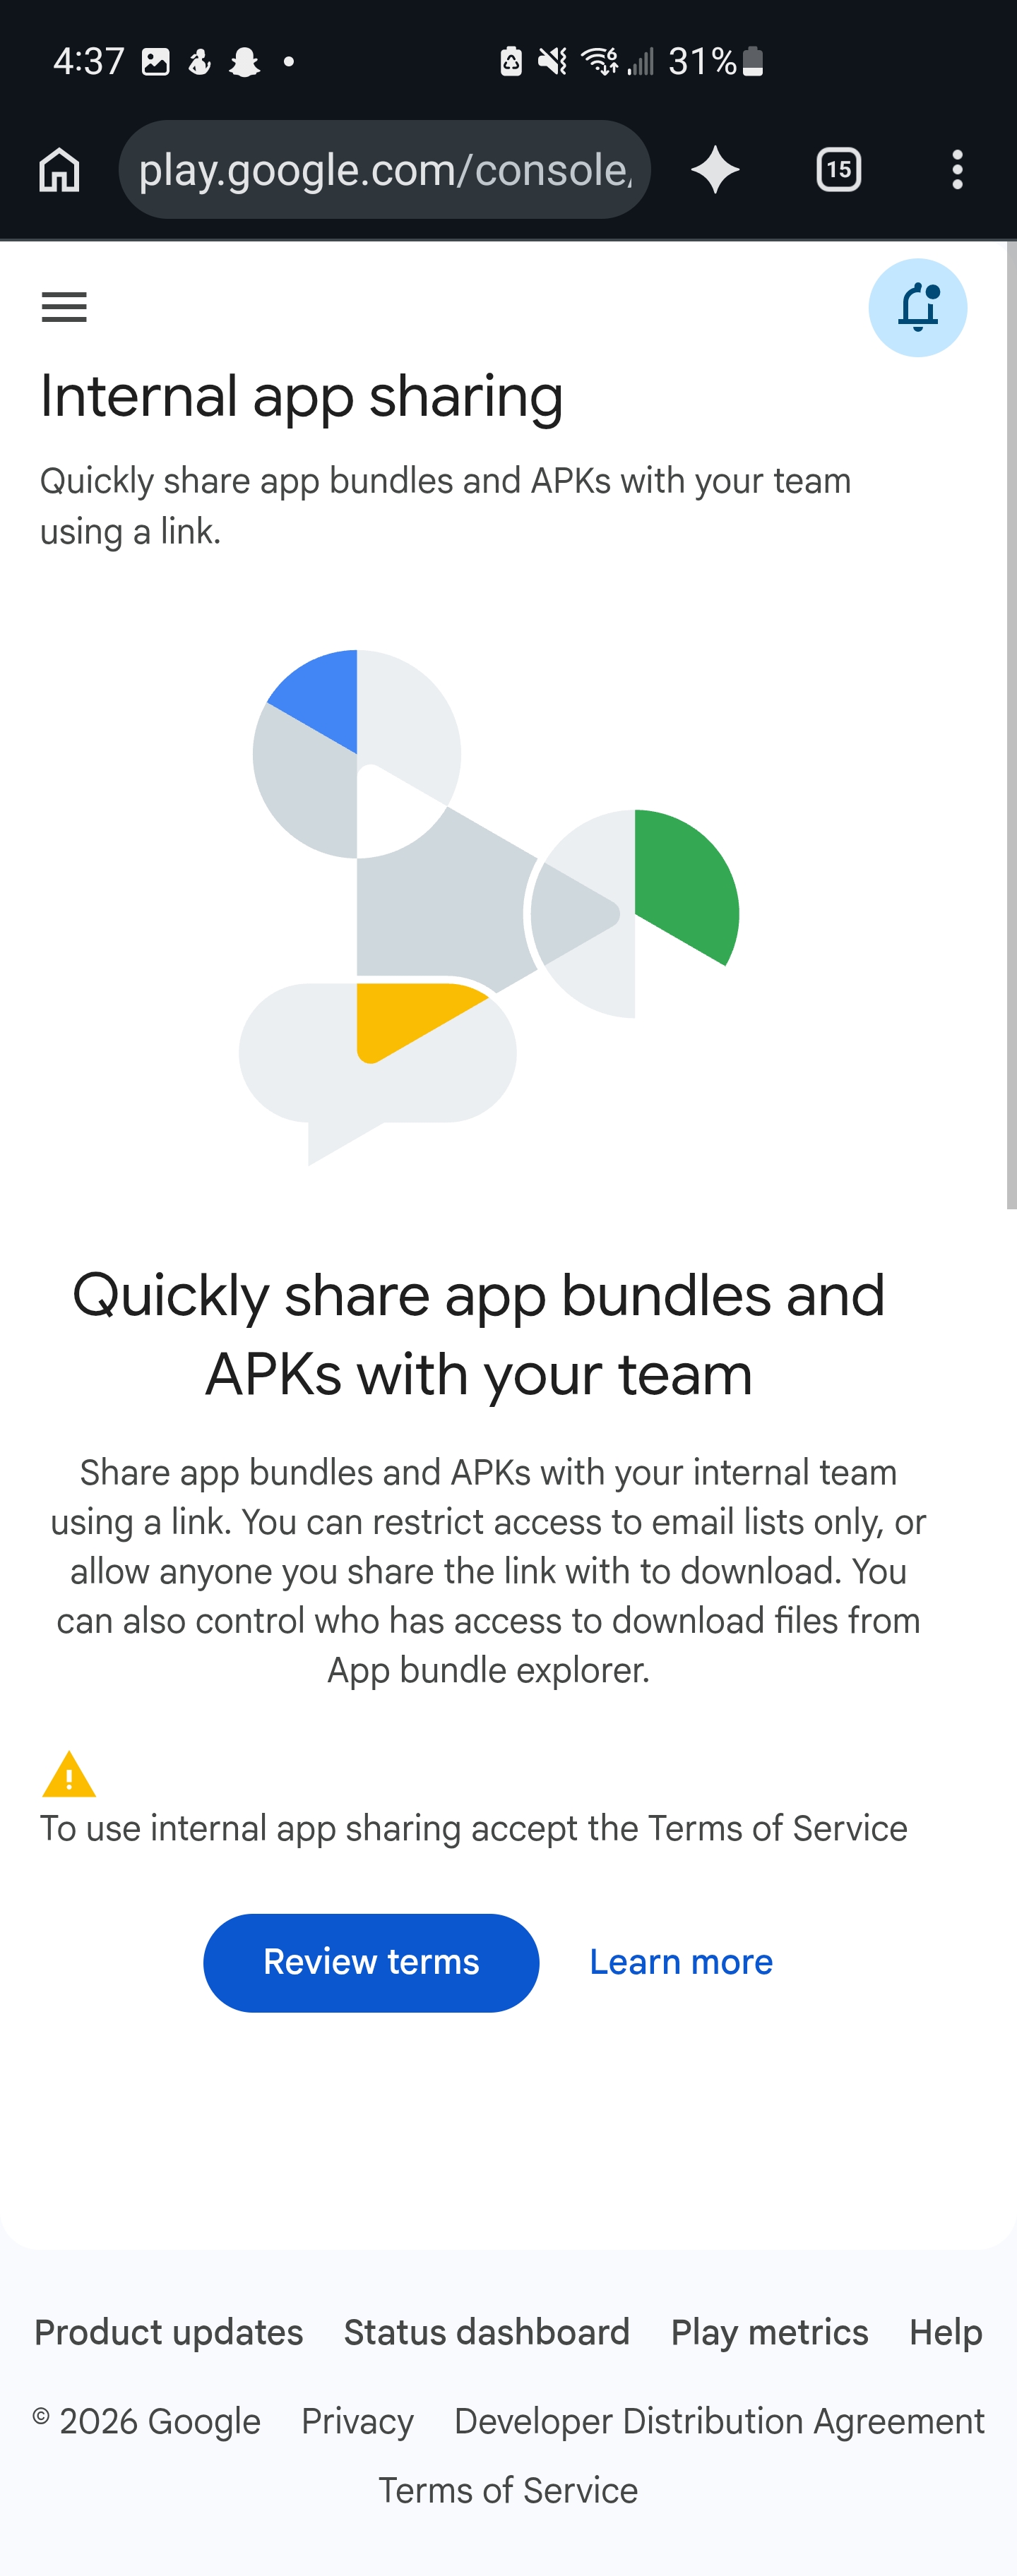 4:37
31%
play.google.com/console/
15
Internal app sharing
Quickly share app bundles and APKs with your team
using a link.
Quickly share app bundles and
APKs with your team
Share app bundles and APKs with your internal team
using a link. You can restrict access to email lists only, or
allow anyone you share the link with to download. You
can also control who has access to download files from
App bundle explorer.
To use internal app sharing accept the Terms of Service
Review terms
Learn more
Product updates Status dashboard Play metrics Help
© 2026 Google Privacy Developer Distribution Agreement
Terms of Service